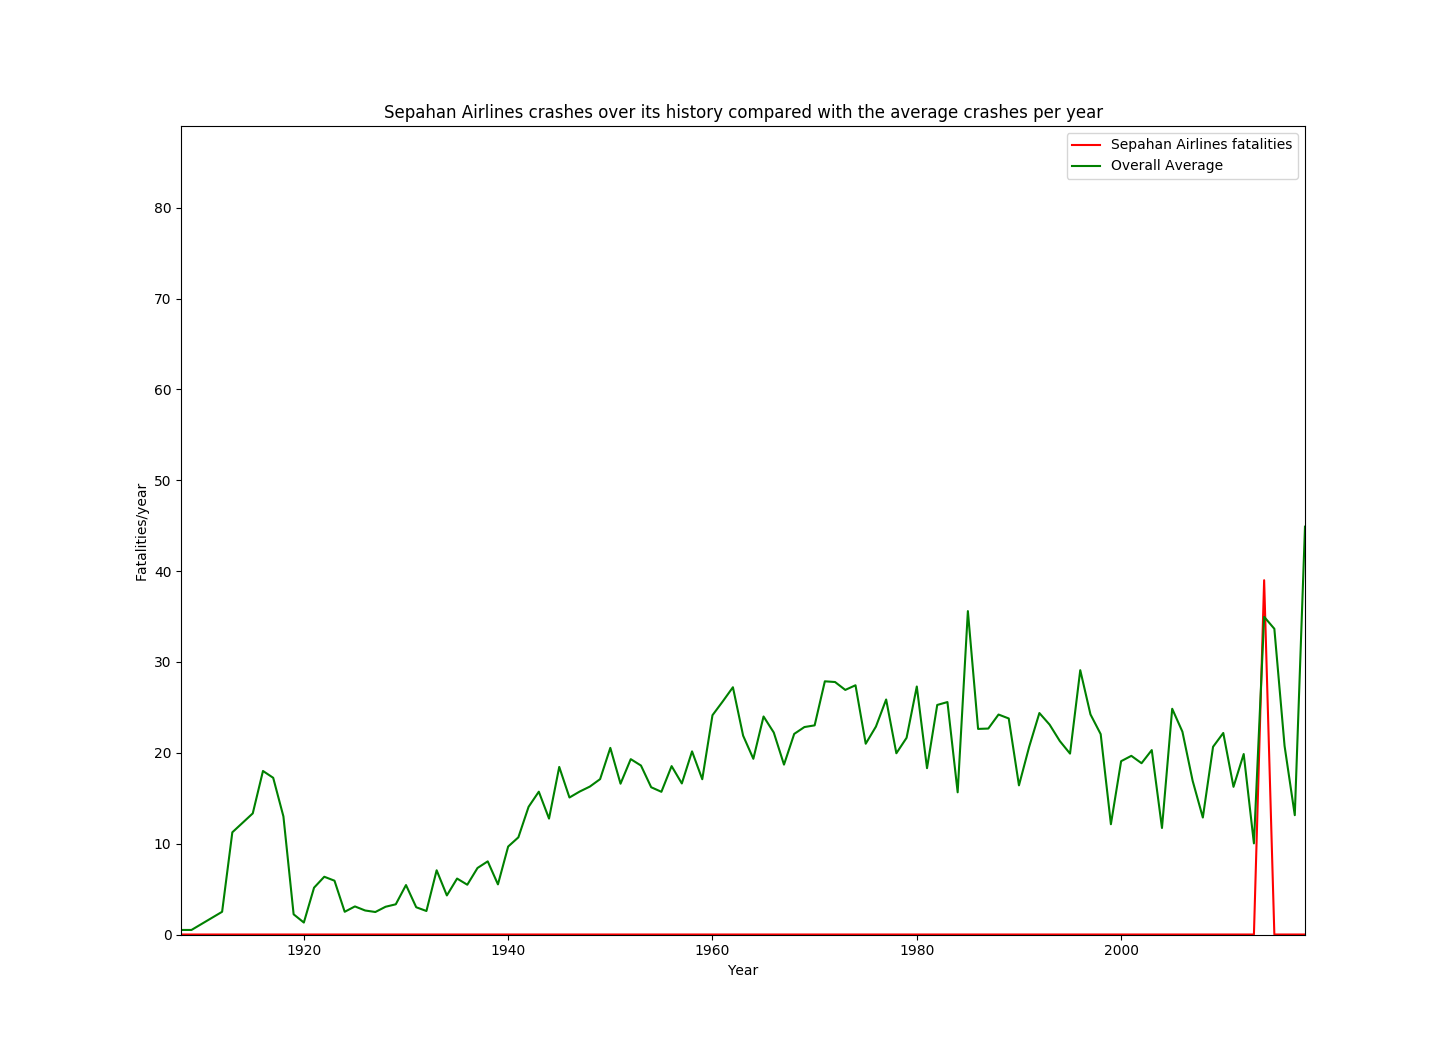 Sepahan Airlines crashes over its history compared with the average crashes per year
Sepahan Airlines fatalities
Overall Average
80
70
60
50
40
30
20
10
0
Fatalities/year
1920 1940 1960 1980 2000
Year